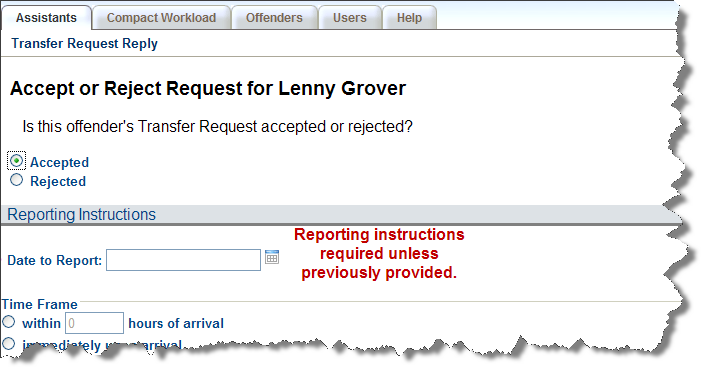 Assistants Compact Workload Offenders Users Help
Transfer Request Reply
Accept or Reject Request for Lenny Grover
Is this offender's Transfer Request accepted or rejected?
Accepted
Rejected
Reporting Instructions
Reporting instructions
required unless
previously provided.
Date to Report:
Time Frame
within 0 hours of arrival
immediately upon arrival